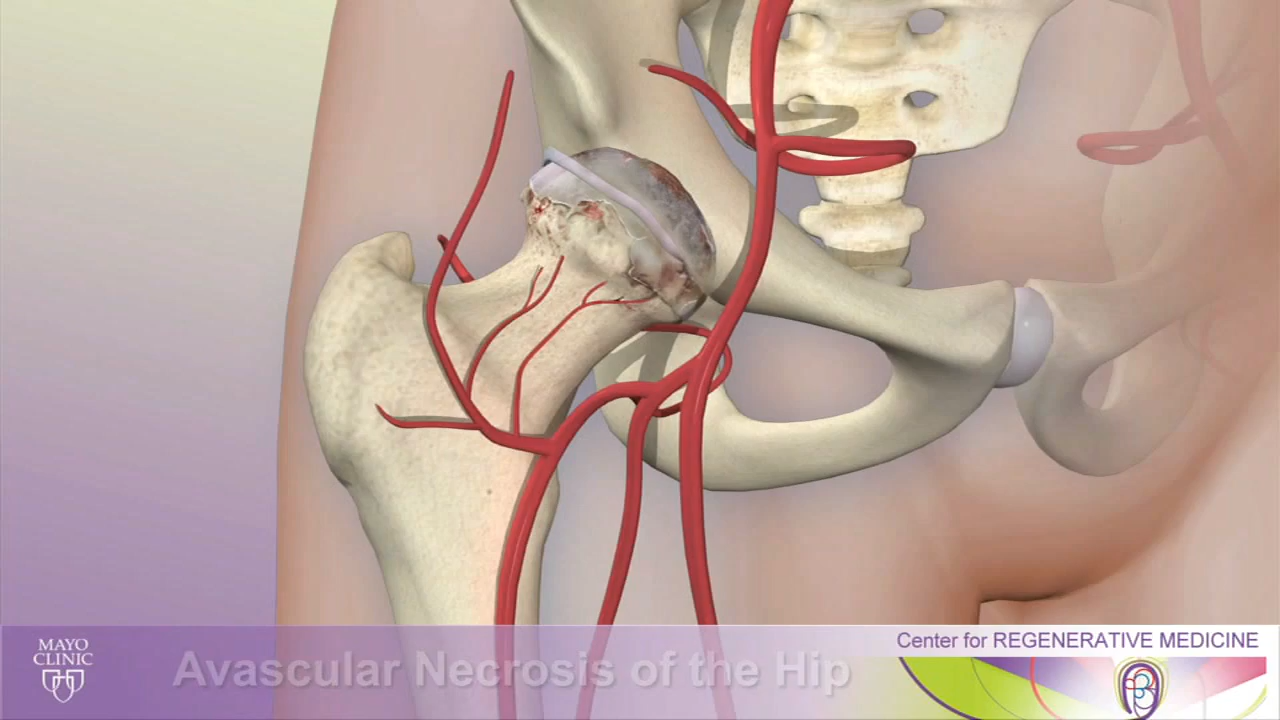 Center for REGENERATIVE MEDICINE
MAYO
CLINIC
Avascular Necrosis of the Hip